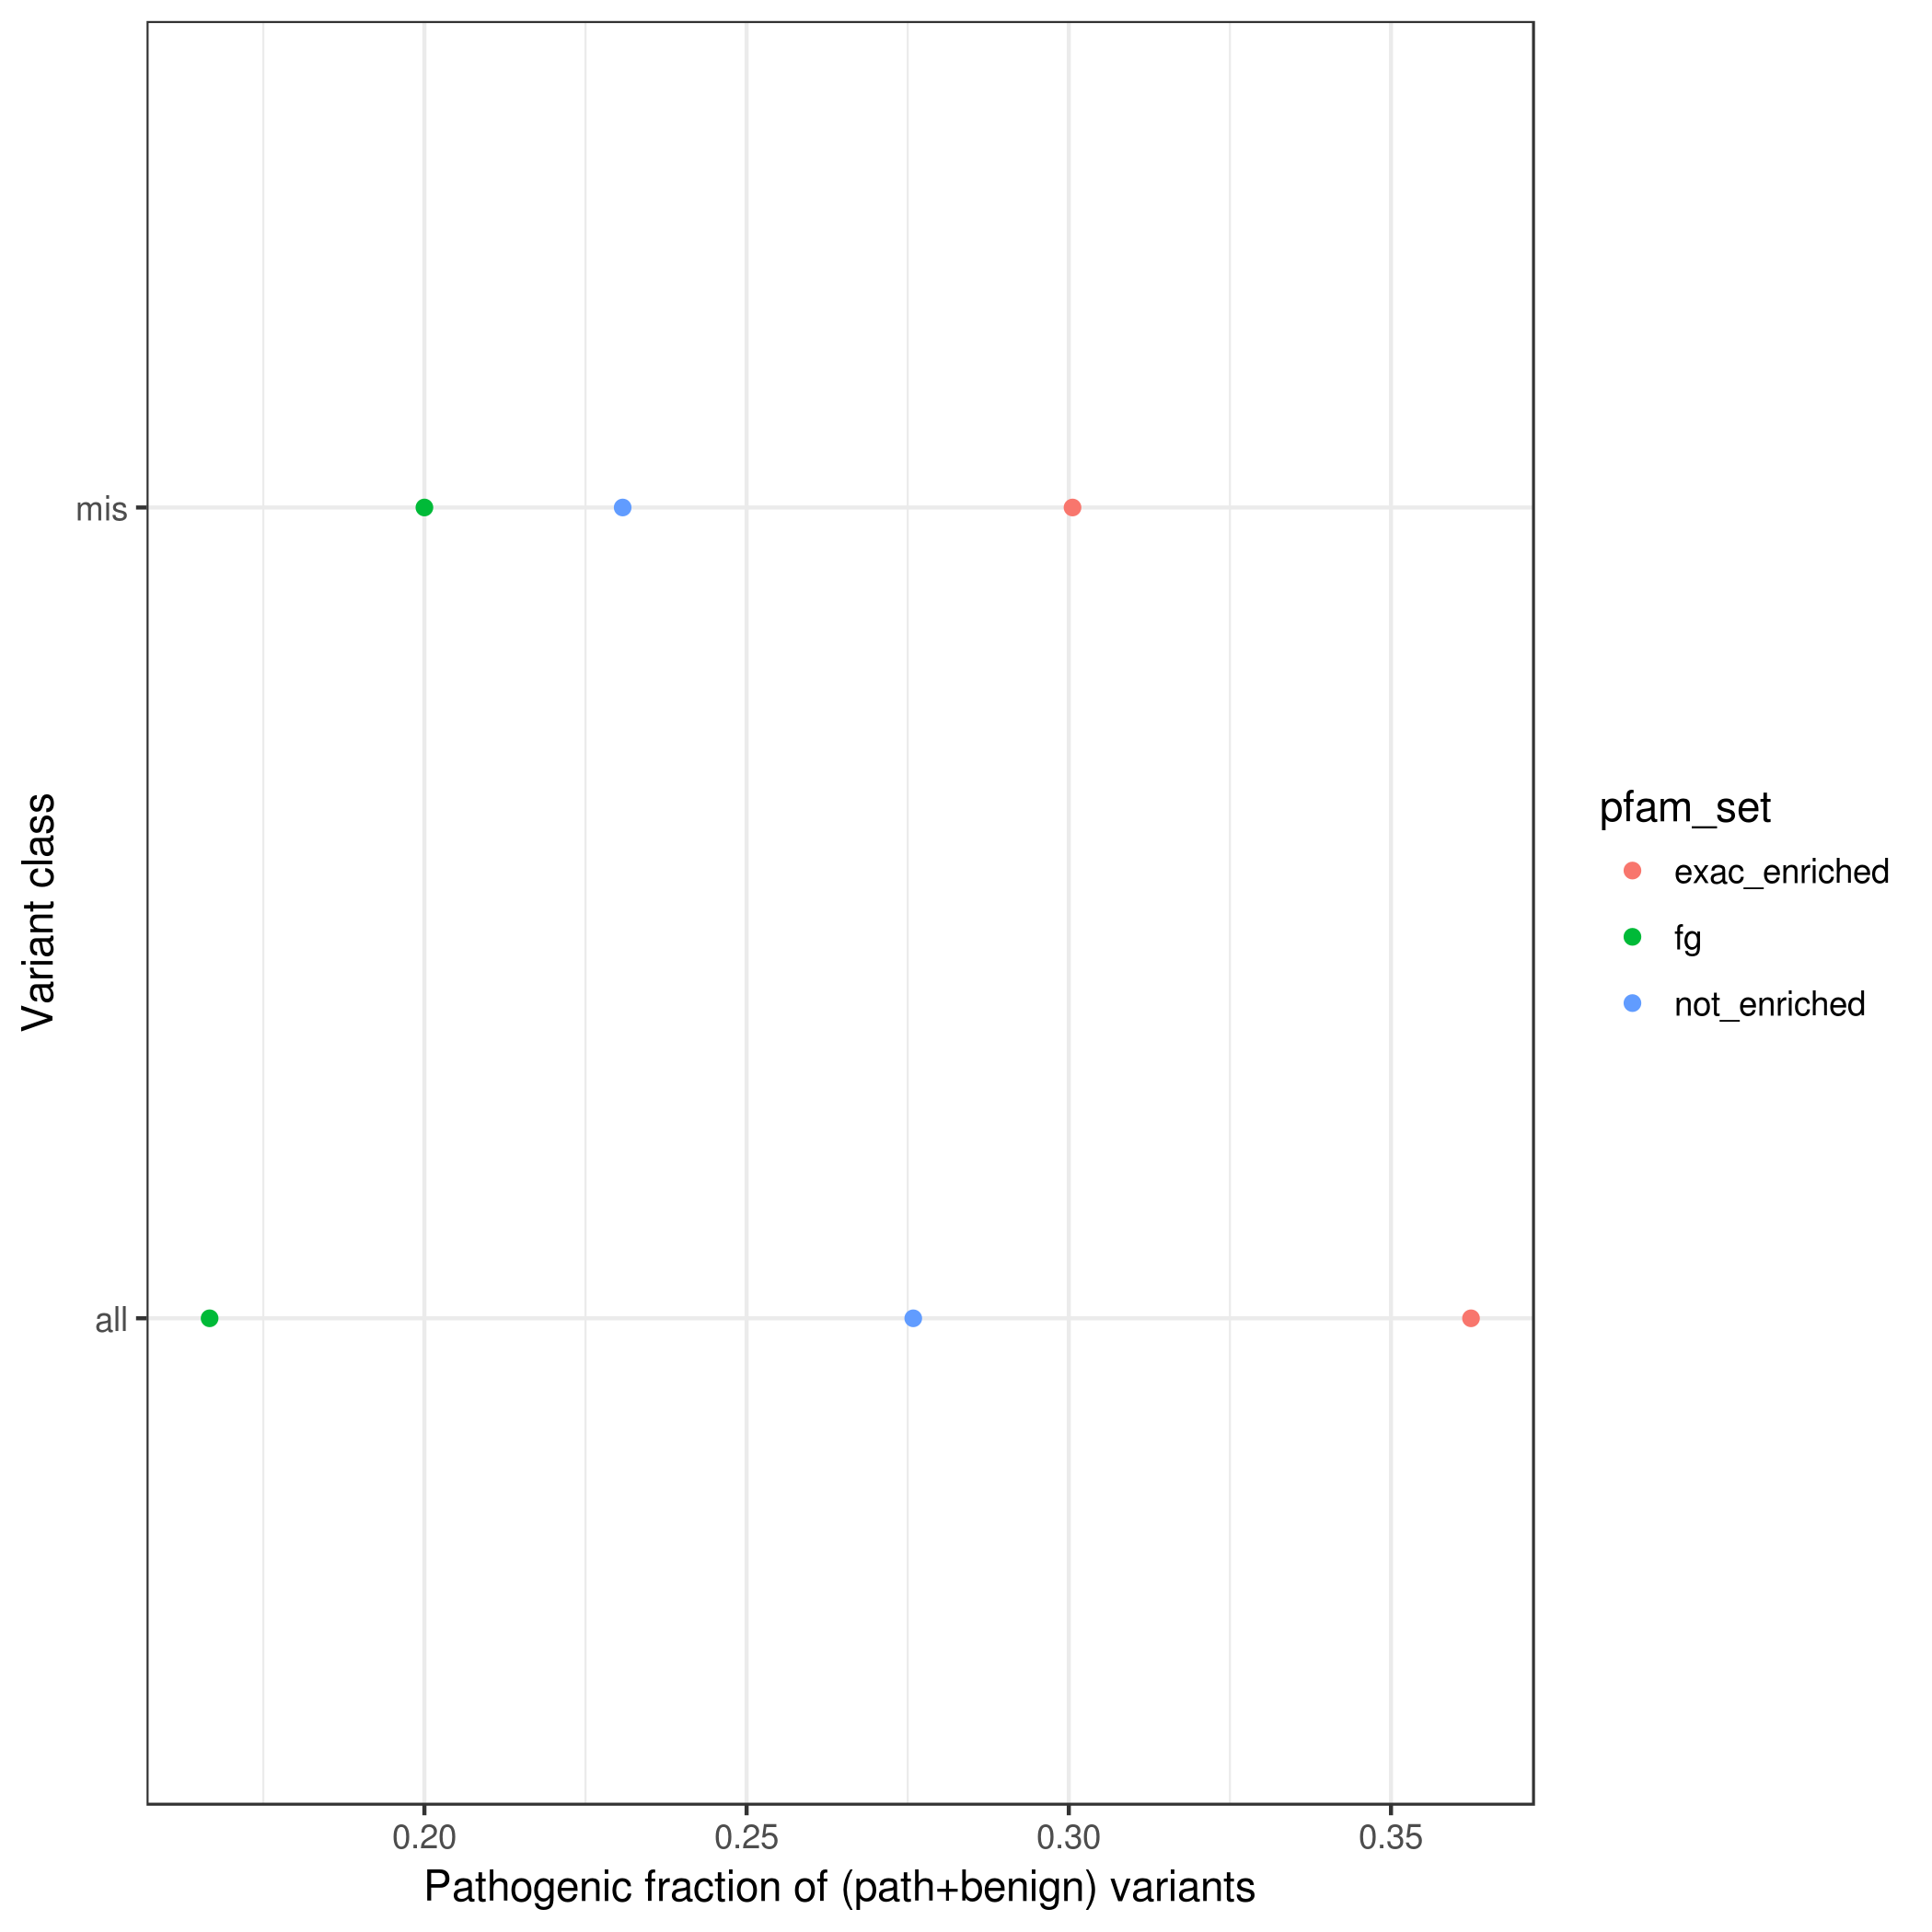 Variant class
mis
all
0.20 0.25 0.30 0.35
Pathogenic fraction of (path+benign) variants
pfam_set
exac_enriched
fg
not_enriched